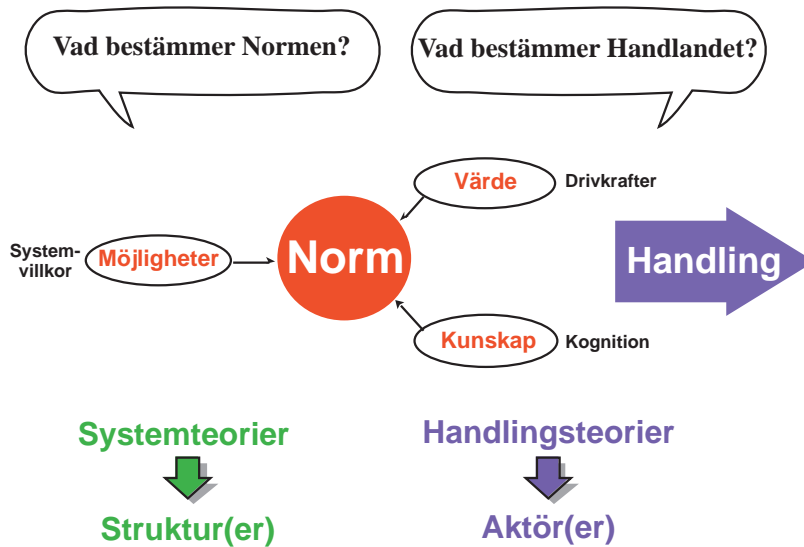 Vad bestämmer Normen?
Vad bestämmer Handlandet?
Värde
Drivkrafter
System-
villkor
Möjligheter
Norm
Handling
Kunskap
Kognition
Systemteorier
Handlingsteorier
Struktur(er)
Aktör(er)